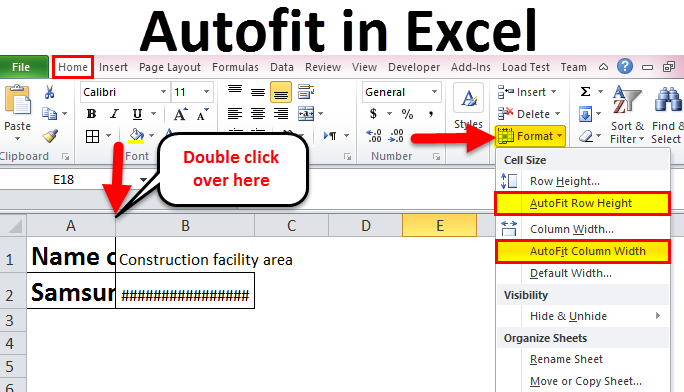 Autofit in Excel
File Home Insert Page Layout Formulas Data Review View Developer Add-Ins Load Test Team
Calibri 11 General Insert Σ
Paste B I U A A $ % , Styles Delete Sort & Find &
.00 .0 Format Filter Select
Clipboard Font Number
Cell Size
E18
Row Height...
Double click
over here
AutoFit Row Height
A B C D E
Column Width...
1 Name o Construction facility area
AutoFit Column Width
2 Samsur ################
Default Width...
3
Visibility
4 Hide & Unhide
Organize Sheets
5 Rename Sheet
6 Move or Copy Sheet...